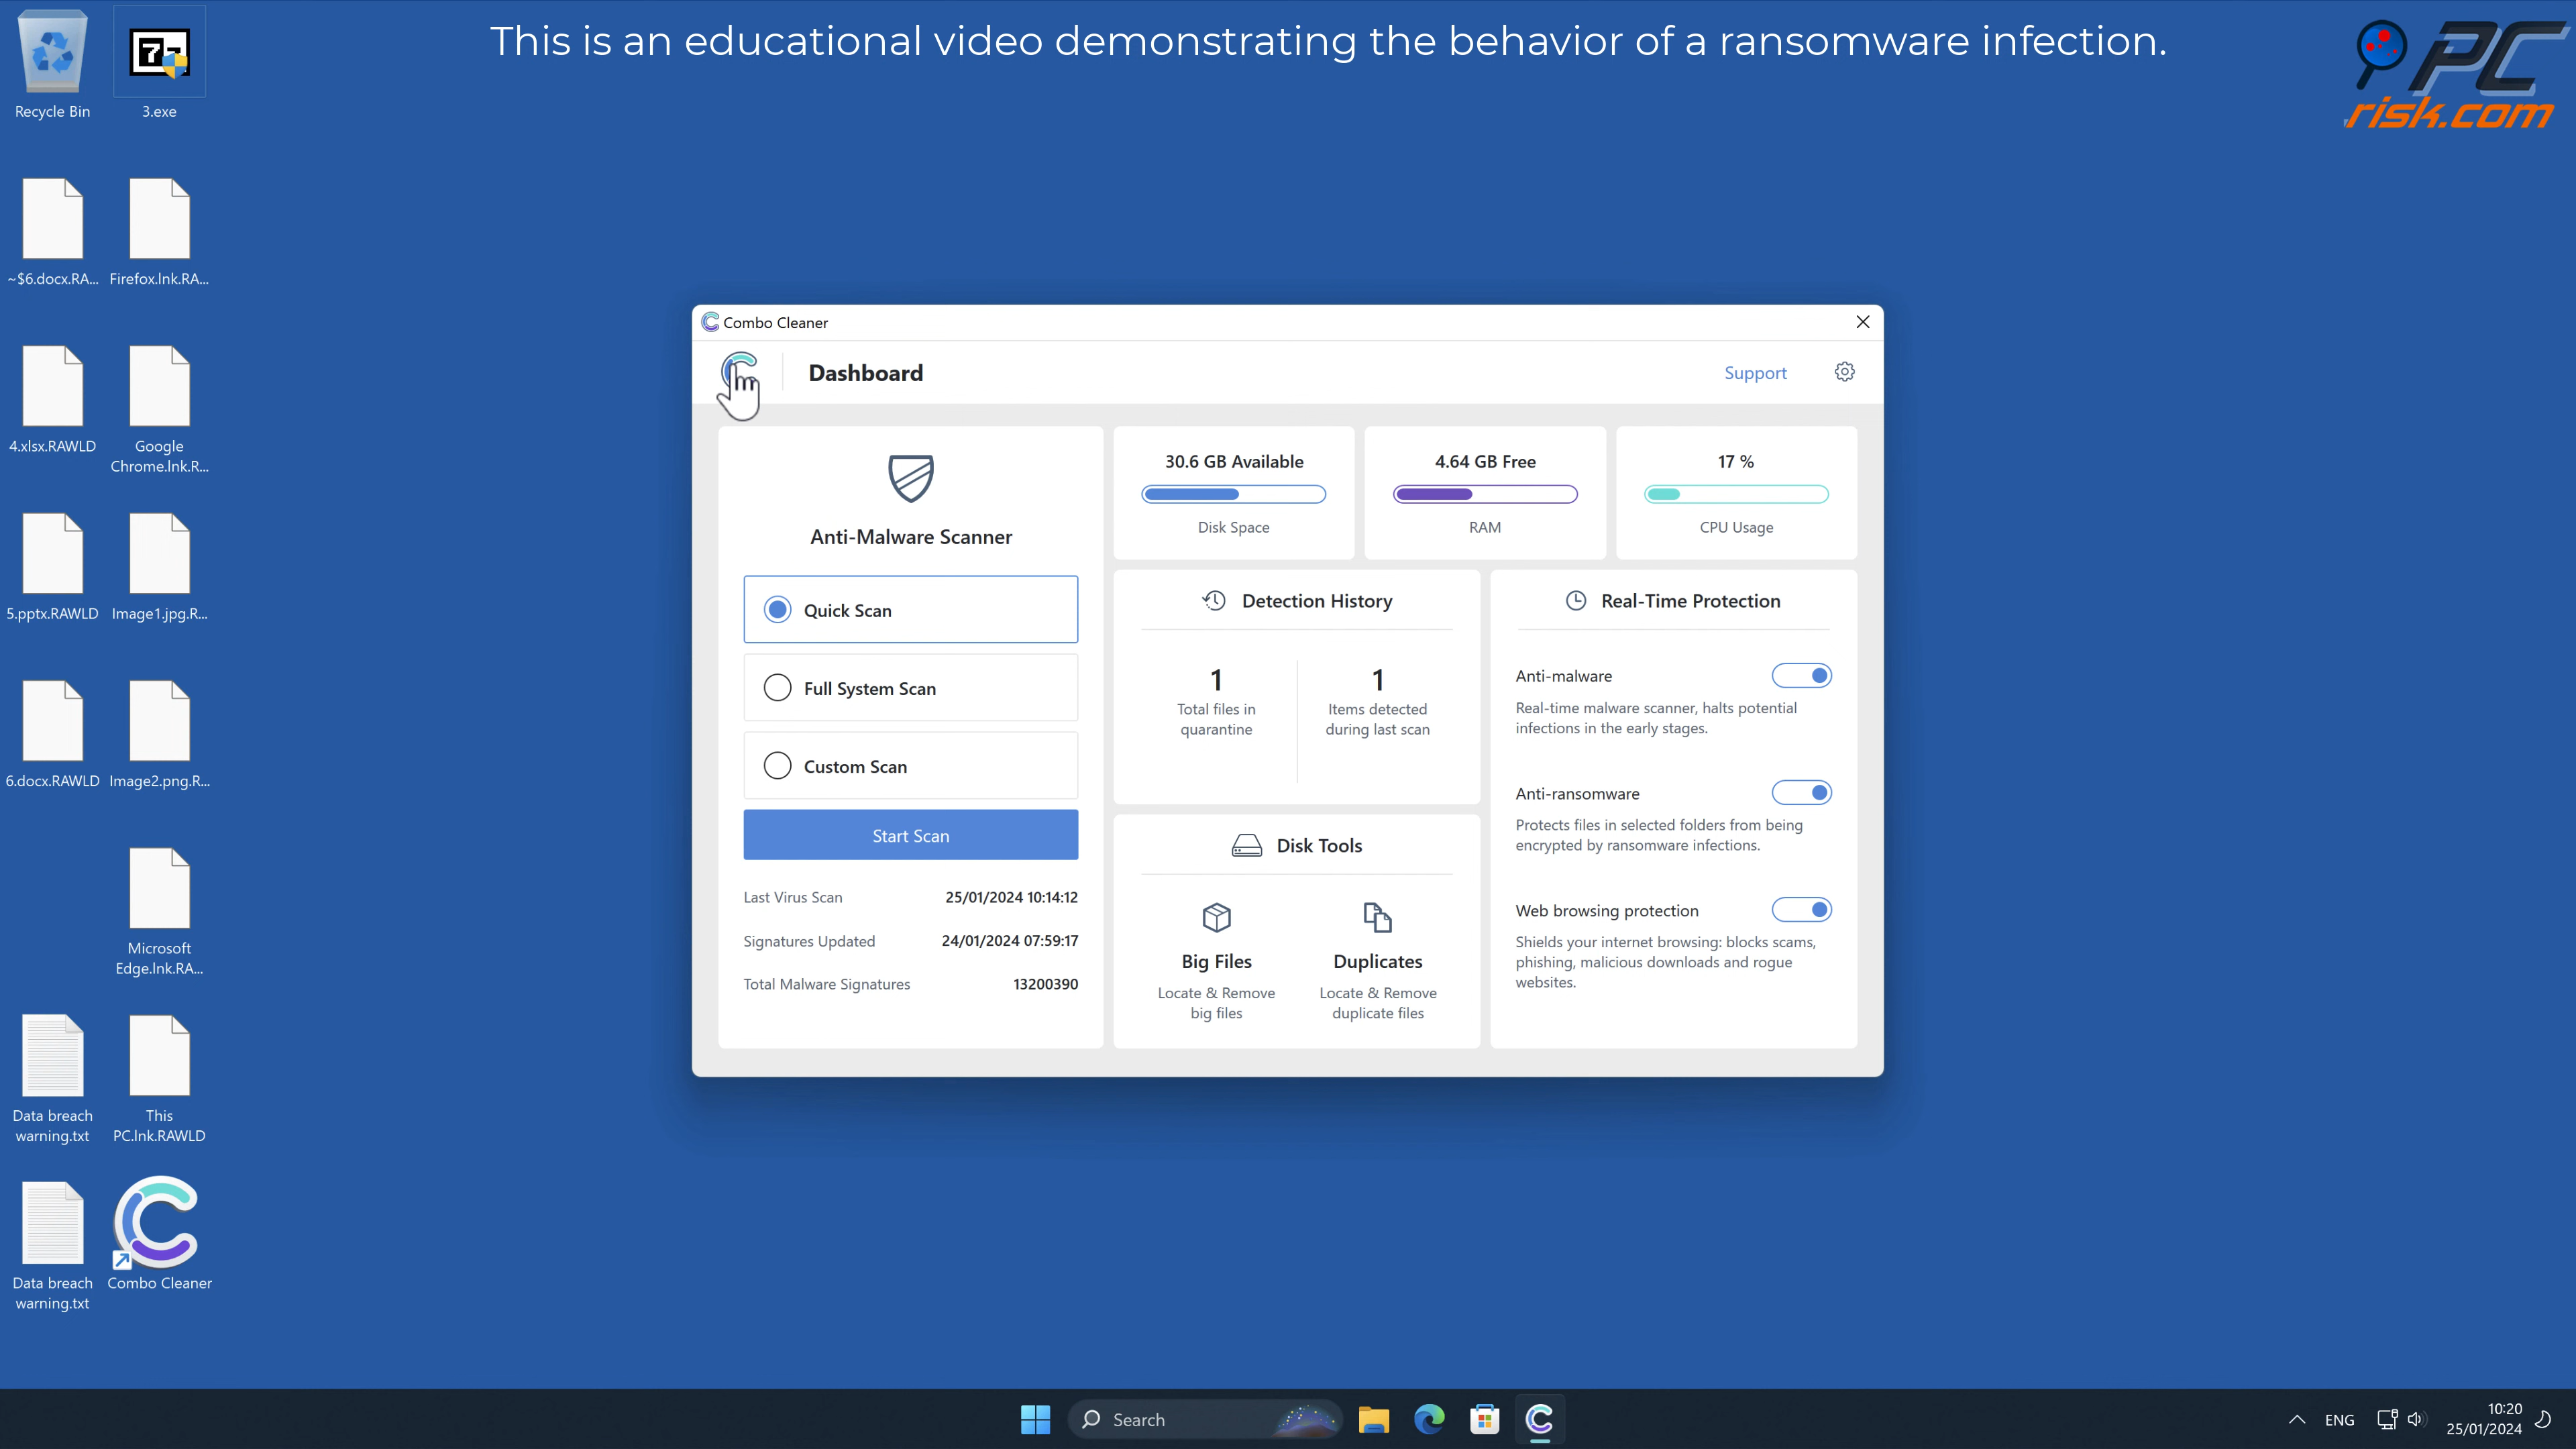 This is an educational video demonstrating the behavior of a ransomware infection.
PC
risk.com
Recycle Bin
3.exe
~$6.docx.RA...
Firefox.lnk.RA...
4.xlsx.RAWLD
Google
Chrome.lnk.R...
5.pptx.RAWLD
Image1.jpg.R...
6.docx.RAWLD
Image2.png.R...
Microsoft
Edge.lnk.RA...
Data breach
warning.txt
This
PC.lnk.RAWLD
Data breach
warning.txt
Combo Cleaner
Combo Cleaner
Dashboard
Support
Anti-Malware Scanner
Quick Scan
Full System Scan
Custom Scan
Start Scan
Last Virus Scan 25/01/2024 10:14:12
Signatures Updated 24/01/2024 07:59:17
Total Malware Signatures 13200390
30.6 GB Available
Disk Space
4.64 GB Free
RAM
17 %
CPU Usage
Detection History
1
Total files in
quarantine
1
Items detected
during last scan
Disk Tools
Big Files
Locate & Remove
big files
Duplicates
Locate & Remove
duplicate files
Real-Time Protection
Anti-malware
Real-time malware scanner, halts potential
infections in the early stages.
Anti-ransomware
Protects files in selected folders from being
encrypted by ransomware infections.
Web browsing protection
Shields your internet browsing: blocks scams,
phishing, malicious downloads and rogue
websites.
Search
ENG
10:20
25/01/2024